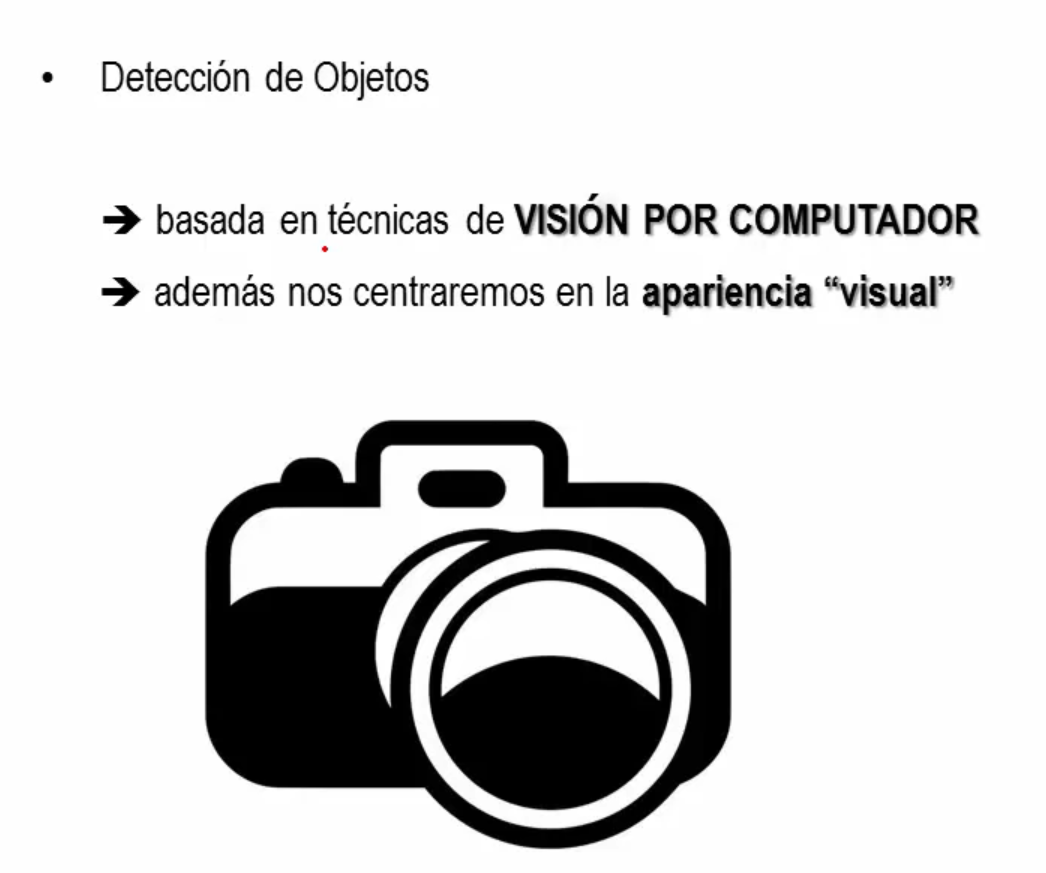 • Detección de Objetos
➔ basada en técnicas de VISIÓN POR COMPUTADOR
➔ además nos centraremos en la apariencia “visual”